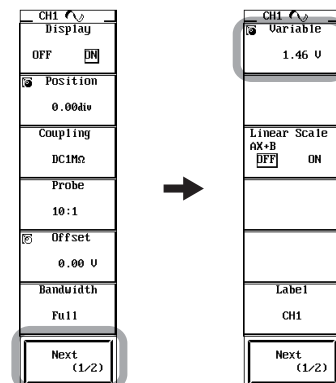 CH1
Display
OFF ON
Position
0.00div
Coupling
DC1MΩ
Probe
10:1
Offset
0.00 V
Bandwidth
Full
Next
(1/2)
CH1
Variable
1.46 V
Linear Scale
AX+B
OFF ON
Label
CH1
Next
(1/2)